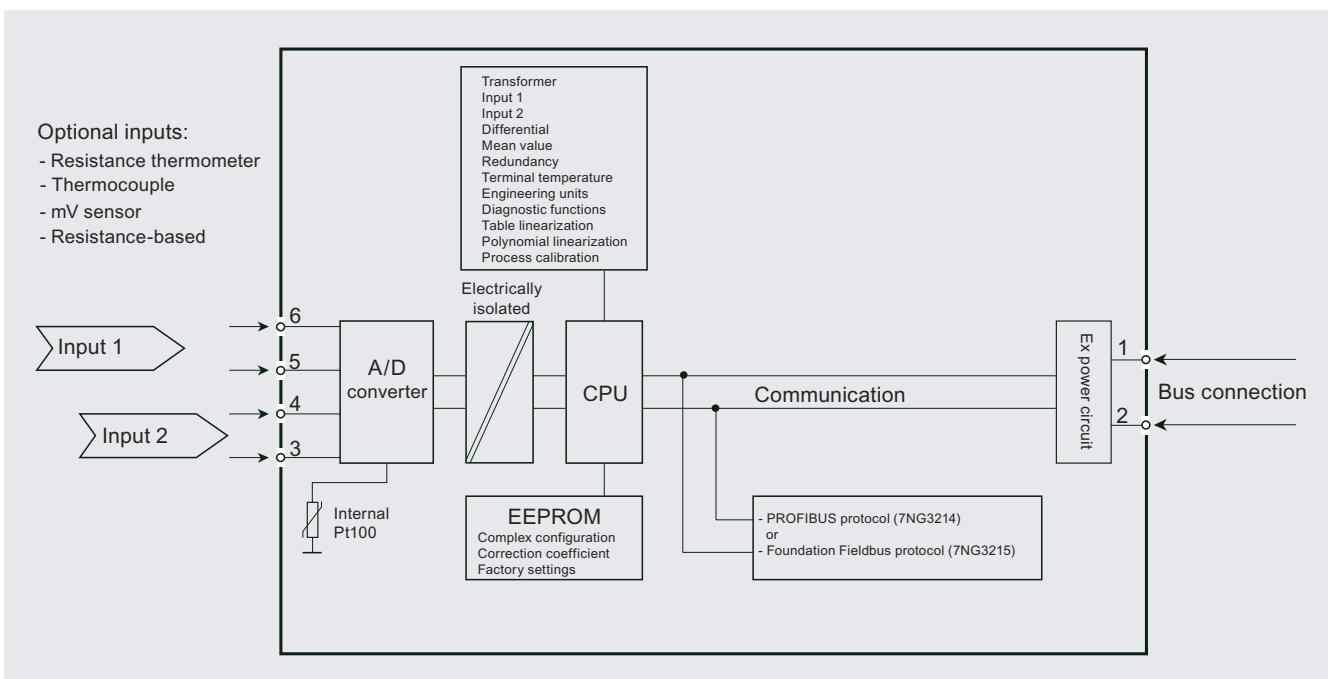 Optional inputs:
- Resistance thermometer
- Thermocouple
- mV sensor
- Resistance-based
Transformer
Input 1
Input 2
Differential
Mean value
Redundancy
Terminal temperature
Engineering units
Diagnostic functions
Table linearization
Polynomial linearization
Process calibration
Electrically
isolated
Input 1
Input 2
6
5
4
3
A/D
converter
CPU
Communication
Ex power circuit
1
2
Bus connection
Internal
Pt100
EEPROM
Complex configuration
Correction coefficient
Factory settings
- PROFIBUS protocol (7NG3214)
or
- Foundation Fieldbus protocol (7NG3215)